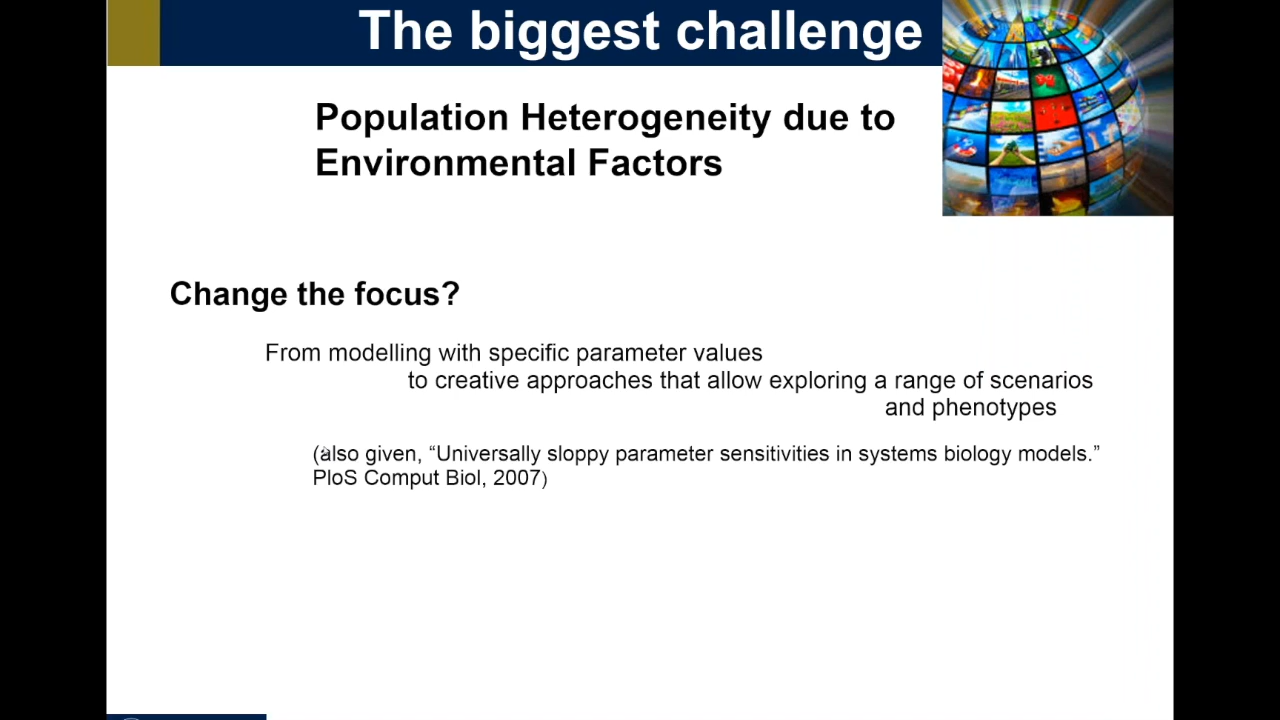 The biggest challenge
Population Heterogeneity due to
Environmental Factors
Change the focus?
From modelling with specific parameter values
to creative approaches that allow exploring a range of scenarios
and phenotypes
(also given, “Universally sloppy parameter sensitivities in systems biology models.”
PloS Comput Biol, 2007)